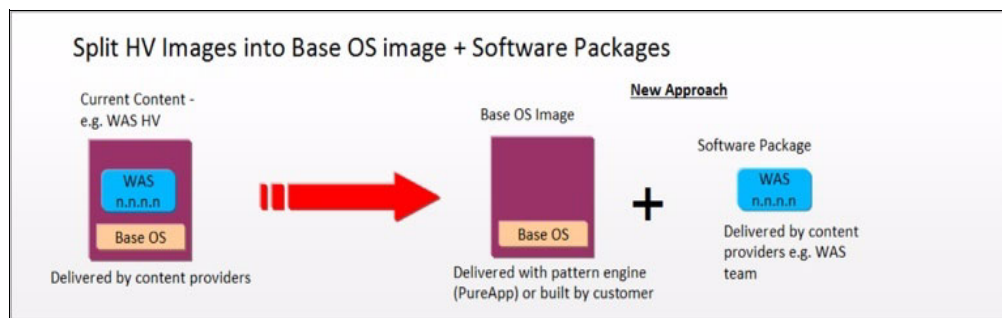 Split HV Images into Base OS image + Software Packages
New Approach
Current Content -
e.g. WAS HV
WAS
n.n.n.n
Base OS
Delivered by content providers
Base OS Image
Base OS
Delivered with pattern engine
(PureApp) or built by customer
+
Software Package
WAS
n.n.n.n
Delivered by content
providers e.g. WAS
team